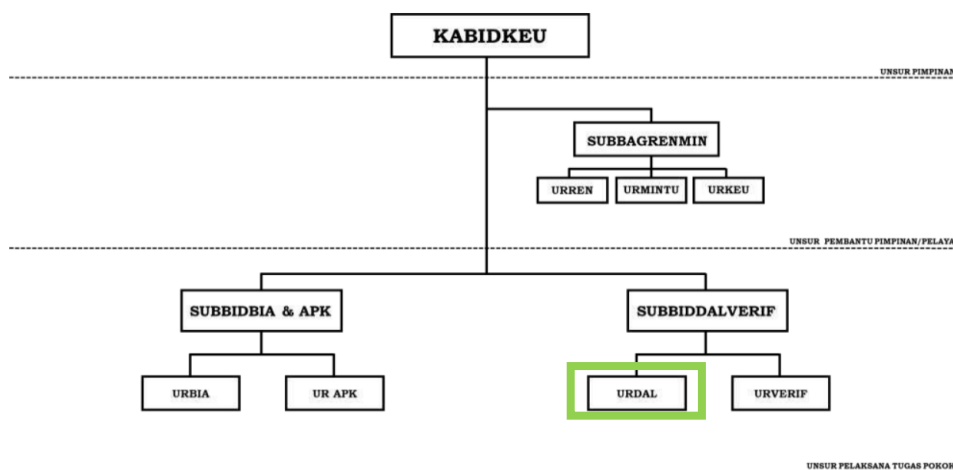 KABIDKEU
UNSUR PIMPINAN
SUBBAGRENMIN
URREN
URMINTU
URKEU
UNSUR PEMBANTU PIMPINAN/PELAYA
SUBBIDBIA & APK
SUBBIDDALVERIF
URBIA
UR APK
URDAL
URVERIF
UNSUR PELAKSANA TUGAS POKOK